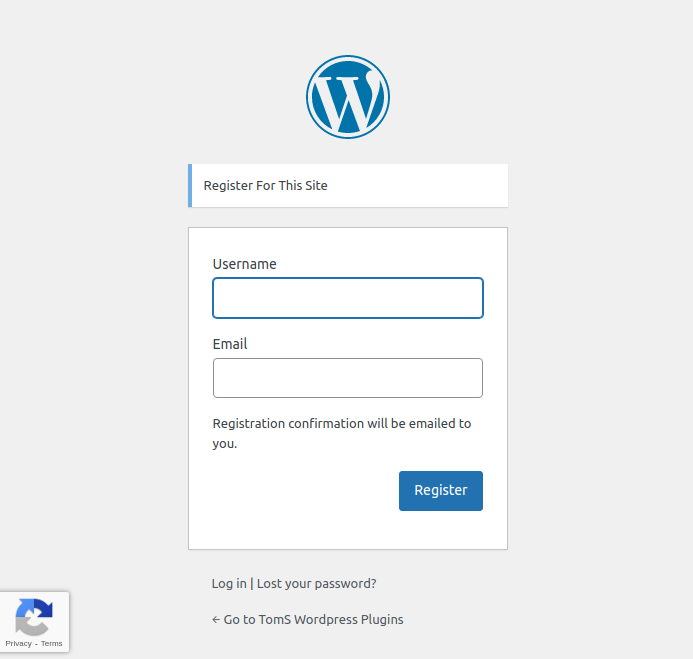 Register For This Site
Username
Email
Registration confirmation will be emailed to
you.
Register
Log in | Lost your password?
← Go to TomS Wordpress Plugins
Privacy - Terms